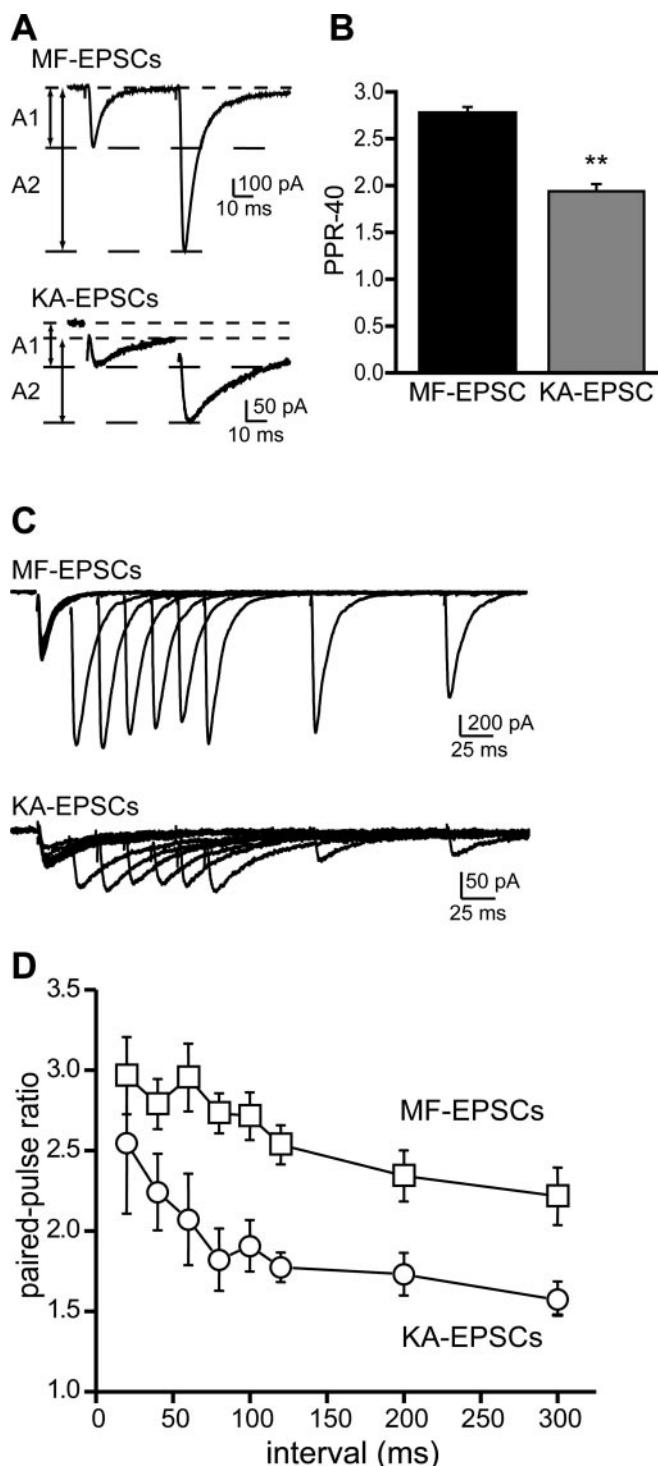 A
MF-EPSCs
A1
A2
100 pA
10 ms
KA-EPSCs
A1
A2
50 pA
10 ms
B
PPR-40
3.0
2.5
2.0
1.5
1.0
0.5
0.0
**
MF-EPSC
KA-EPSC
C
MF-EPSCs
200 pA
25 ms
KA-EPSCs
50 pA
25 ms
D
paired-pulse ratio
3.5
3.0
2.5
2.0
1.5
1.0
MF-EPSCs
KA-EPSCs
0 50 100 150 200 250 300
interval (ms)